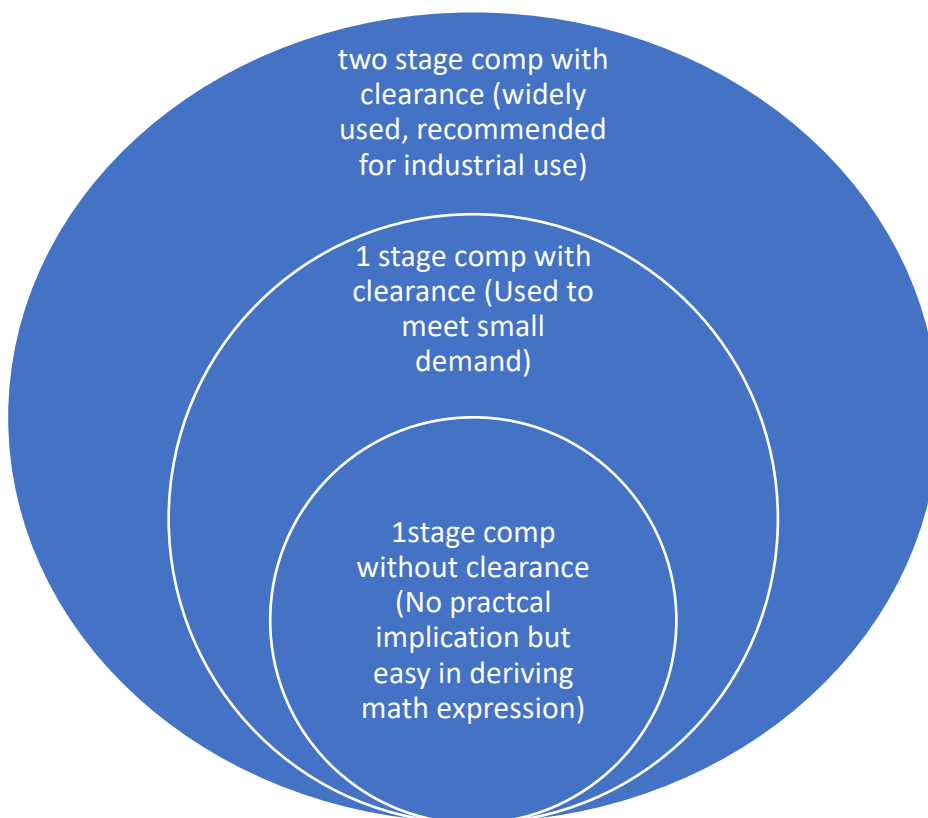 two stage comp with
clearance (widely
used, recommended
for industrial use)
1 stage comp with
clearance (Used to
meet small
demand)
1stage comp
without clearance
(No practcal
implication but
easy in deriving
math expression)